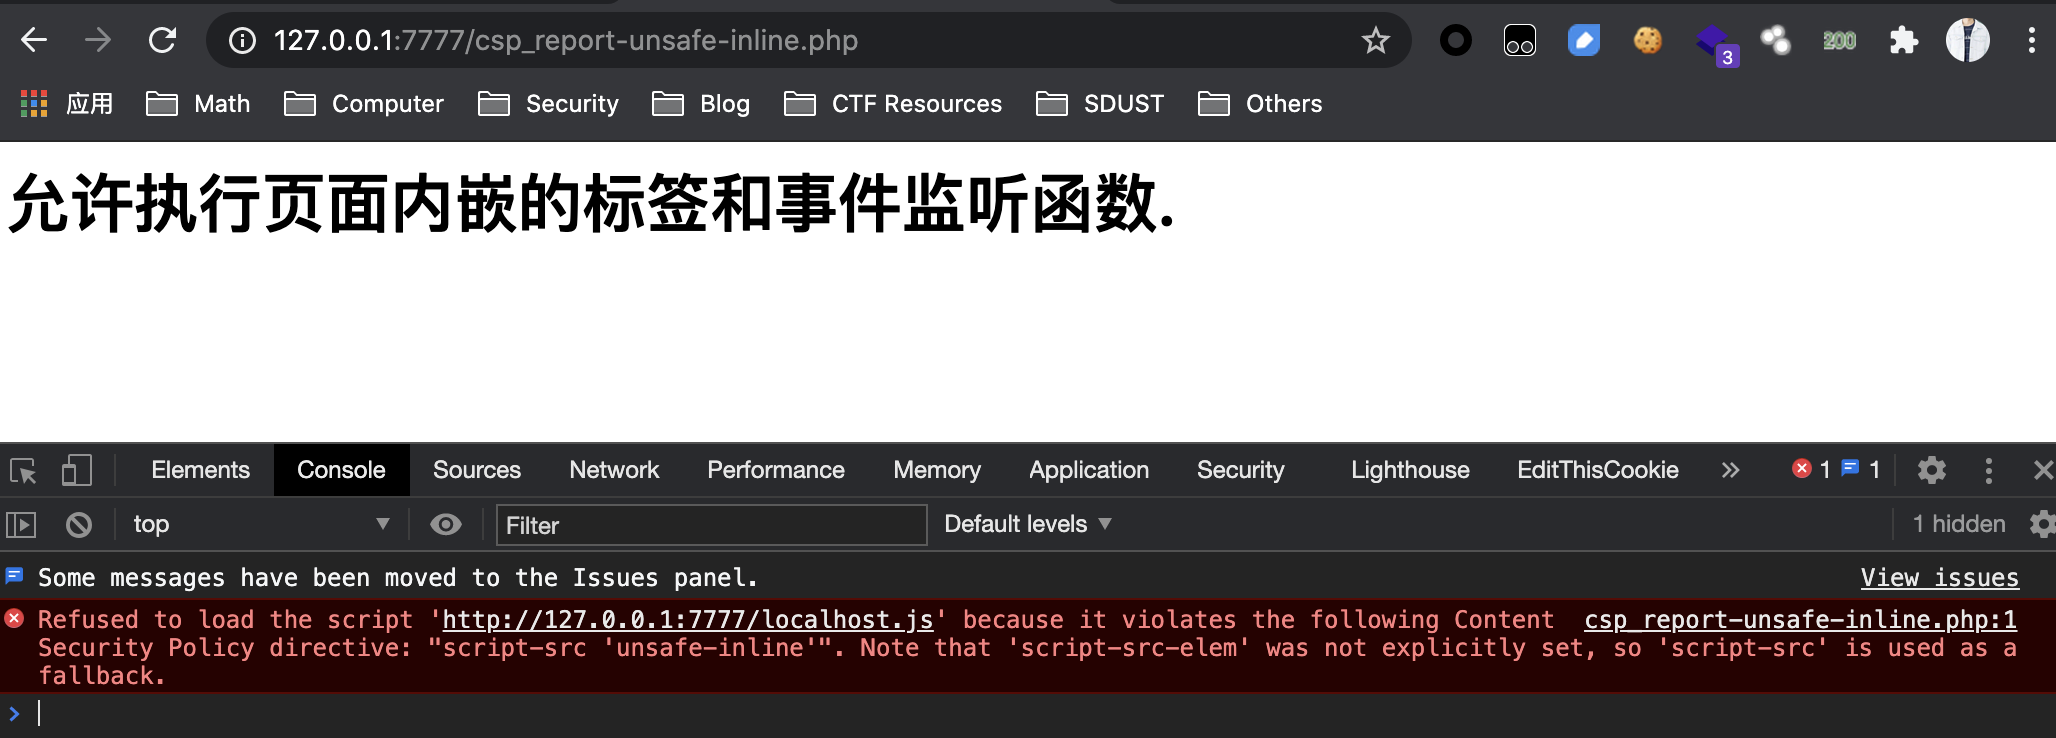 127.0.0.1:7777/csp_report-unsafe-inline.php 3 200
应用 Math Computer Security Blog CTF Resources SDUST Others
允许执行页面内嵌的标签和事件监听函数.
Elements Console Sources Network Performance Memory Application Security Lighthouse EditThisCookie » 1 1
top Filter Default levels 1 hidden
Some messages have been moved to the Issues panel. View issues
Refused to load the script 'http://127.0.0.1:7777/localhost.js' because it violates the following Content csp_report-unsafe-inline.php:1
Security Policy directive: "script-src 'unsafe-inline'". Note that 'script-src-elem' was not explicitly set, so 'script-src' is used as a
fallback.